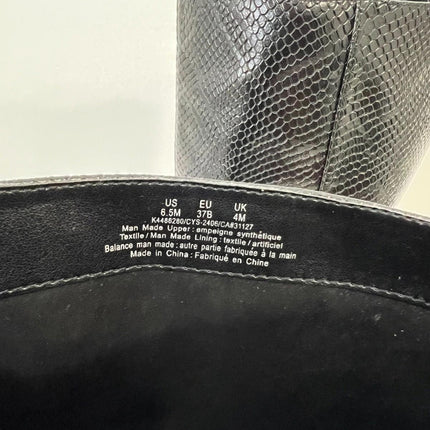 US EU UK
6.5M 37B 4M
K4486280/CYS-2406/CA#31127
Man Made Upper : empeigne synthétique
Textile / Man Made Lining : textile / artificiel
Balance man made : autre partie fabriquée à la main
Made in China : Fabriqué en Chine